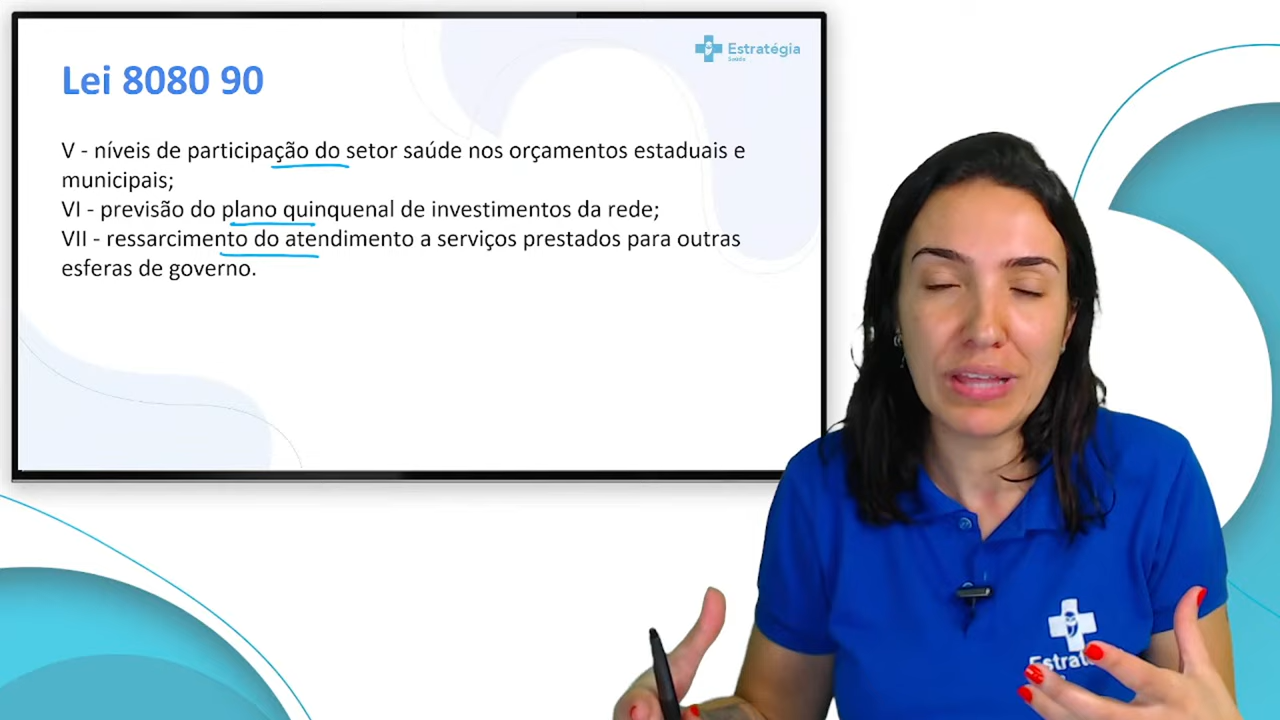 Estratégia
Saúde
Lei 8080 90
V - níveis de participação do setor saúde nos orçamentos estaduais e
municipais;
VI - previsão do plano quinquenal de investimentos da rede;
VII - ressarcimento do atendimento a serviços prestados para outras
esferas de governo.